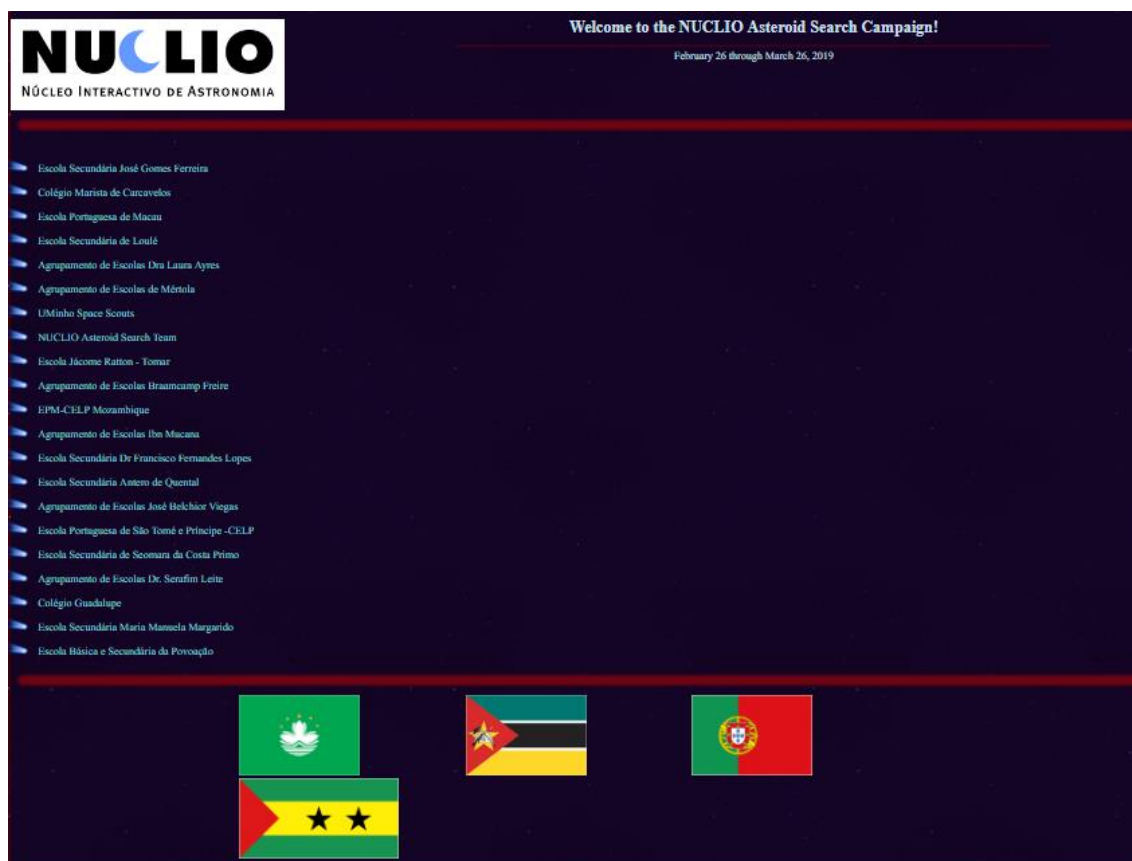 NUCLIO
NÚCLEO INTERACTIVO DE ASTRONOMIA
Welcome to the NUCLIO Asteroid Search Campaign!
February 26 through March 26, 2019
Escola Secundária José Gomes Ferreira
Colégio Marista de Carcavelos
Escola Portuguesa de Macau
Escola Secundária de Loulé
Agrupamento de Escolas Dra Laura Ayres
Agrupamento de Escolas de Mértola
UMinho Space Scouts
NUCLIO Asteroid Search Team
Escola Jácome Ratton - Tomar
Agrupamento de Escolas Braamcamp Freire
EPM-CELP Mozambique
Agrupamento de Escolas Ibn Mucana
Escola Secundária Dr Francisco Fernandes Lopes
Escola Secundária Antero de Quental
Agrupamento de Escolas José Belchior Viegas
Escola Portuguesa de São Tomé e Príncipe -CELP
Escola Secundária de Seomara da Costa Primo
Agrupamento de Escolas Dr. Serafim Leite
Colégio Guadalupe
Escola Secundária Maria Manuela Margarido
Escola Básica e Secundária da Povoação